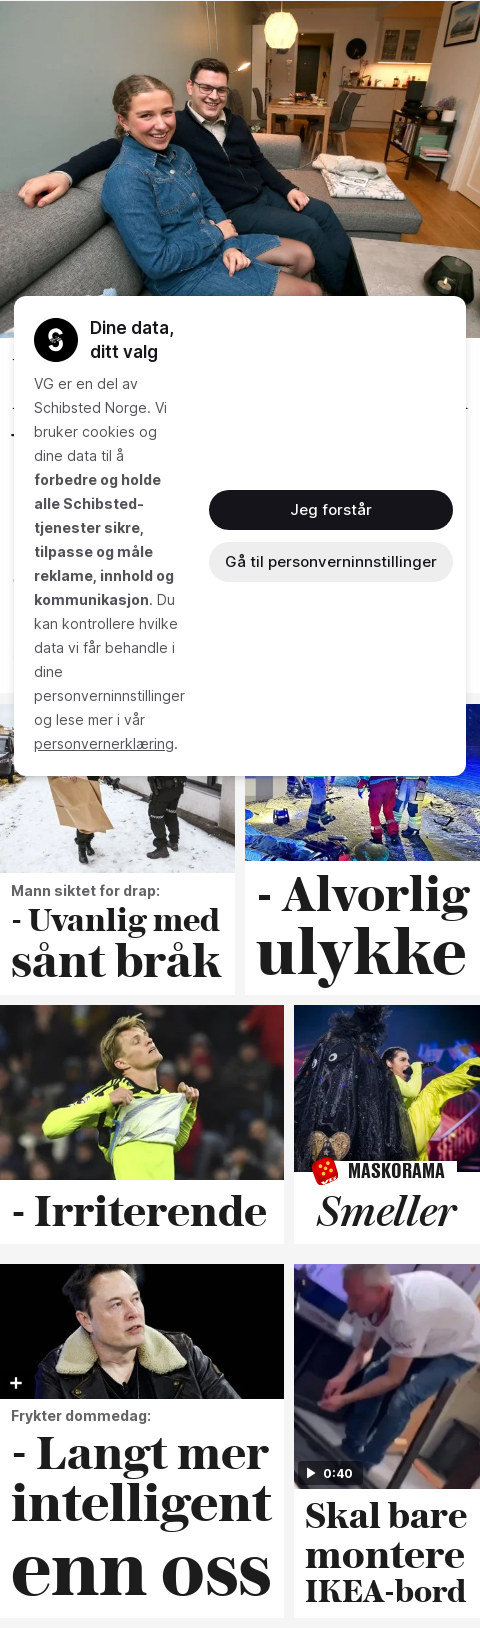 Dine data,
ditt valg
VG er en del av
Schibsted Norge. Vi
bruker cookies og
dine data til å
forbedre og holde
alle Schibsted-
tjenester sikre,
tilpasse og måle
reklame, innhold og
kommunikasjon. Du
kan kontrollere hvilke
data vi får behandle i
dine
personverninnstillinger
og lese mer i vår
personvernerklæring.
Jeg forstår
Gå til personverninnstillinger
Mann siktet for drap:
- Uvanlig med
sånt bråk
- Alvorlig
ulykke
- Irriterende
MASKORAMA
Smeller
Frykter dommedag:
- Langt mer
intelligent
enn oss
0:40
Skal bare
montere
IKEA-bord